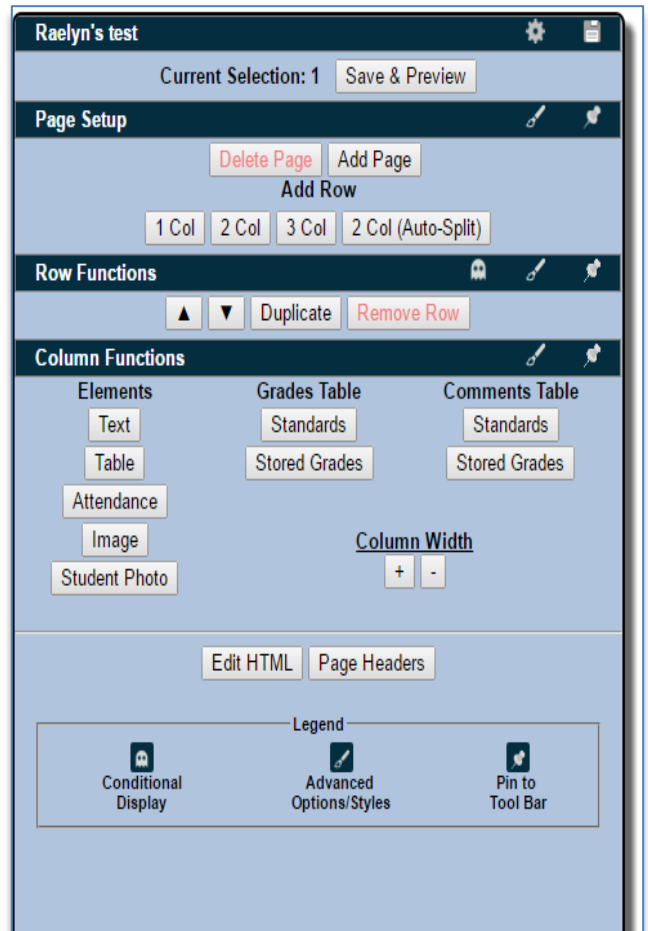 Raelyn's test
Current Selection: 1 Save & Preview
Page Setup
Delete Page Add Page
Add Row
1 Col 2 Col 3 Col 2 Col (Auto-Split)
Row Functions
▲ ▼ Duplicate Remove Row
Column Functions
Elements Grades Table Comments Table
Text Standards Standards
Table Stored Grades Stored Grades
Attendance
Image Column Width
Student Photo + -
Edit HTML Page Headers
Legend
Conditional Advanced Pin to
Display Options/Styles Tool Bar